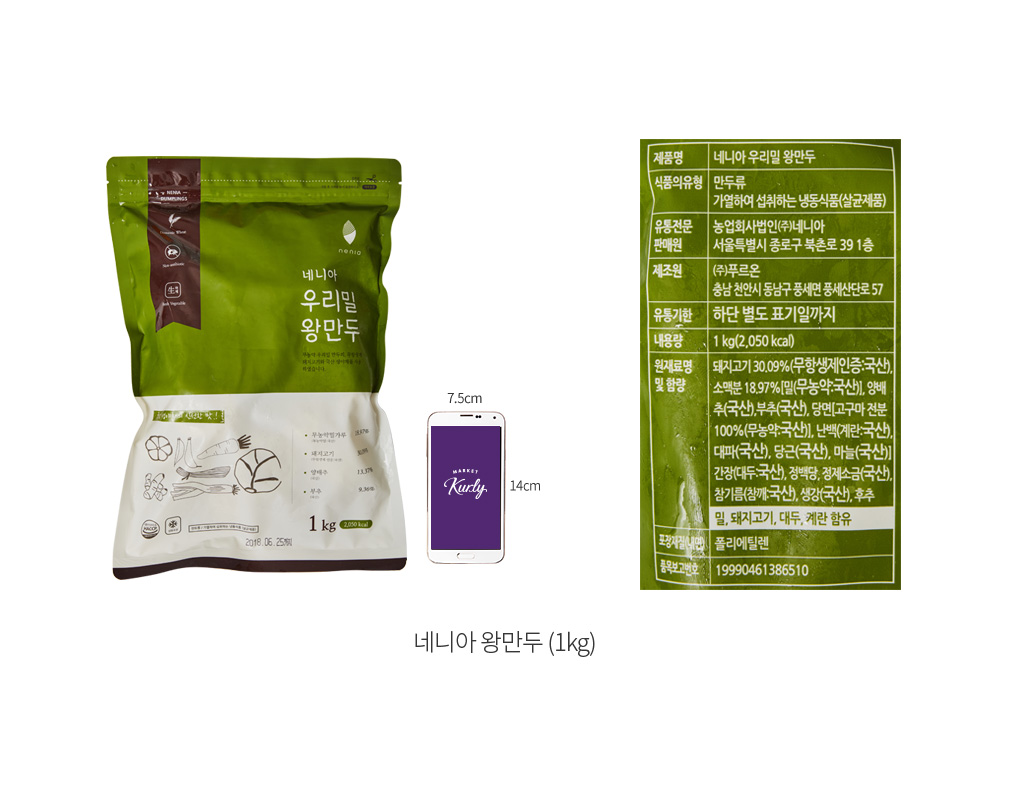 NENIA
DUMPLINGS
nenia
네니아
우리밀
왕만두
무농약밀가루
돼지고기
양배추 13.37%
부추
1 kg 2,050 kcal
HACCP
2018.06.25까지
7.5cm
MARKET
Kurly
14cm
제품명 네니아 우리밀 왕만두
식품의유형 만두류
가열하여 섭취하는 냉동식품(살균제품)
유통전문 농업회사법인(주)네니아
판매원 서울특별시 종로구 북촌로 39 1층
제조원 (주)푸르온
충남 천안시 동남구 풍세면 풍세산단로 57
유통기한 하단 별도 표기일까지
내용량 1 kg(2,050 kcal)
원재료명 돼지고기 30.09%(무항생제인증:국산),
및 함량 소맥분 18.97%[밀(무농약:국산)], 양배
추(국산),부추(국산), 당면[고구마 전분
100%(무농약:국산)], 난백(계란:국산),
대파(국산), 당근(국산), 마늘(국산)]
간장(대두:국산), 정백당, 정제소금(국산),
참기름(참깨:국산), 생강(국산), 후추
밀, 돼지고기, 대두, 계란 함유
포장재질(내면) 폴리에틸렌
품목보고번호 19990461386510
네니아 왕만두 (1kg)